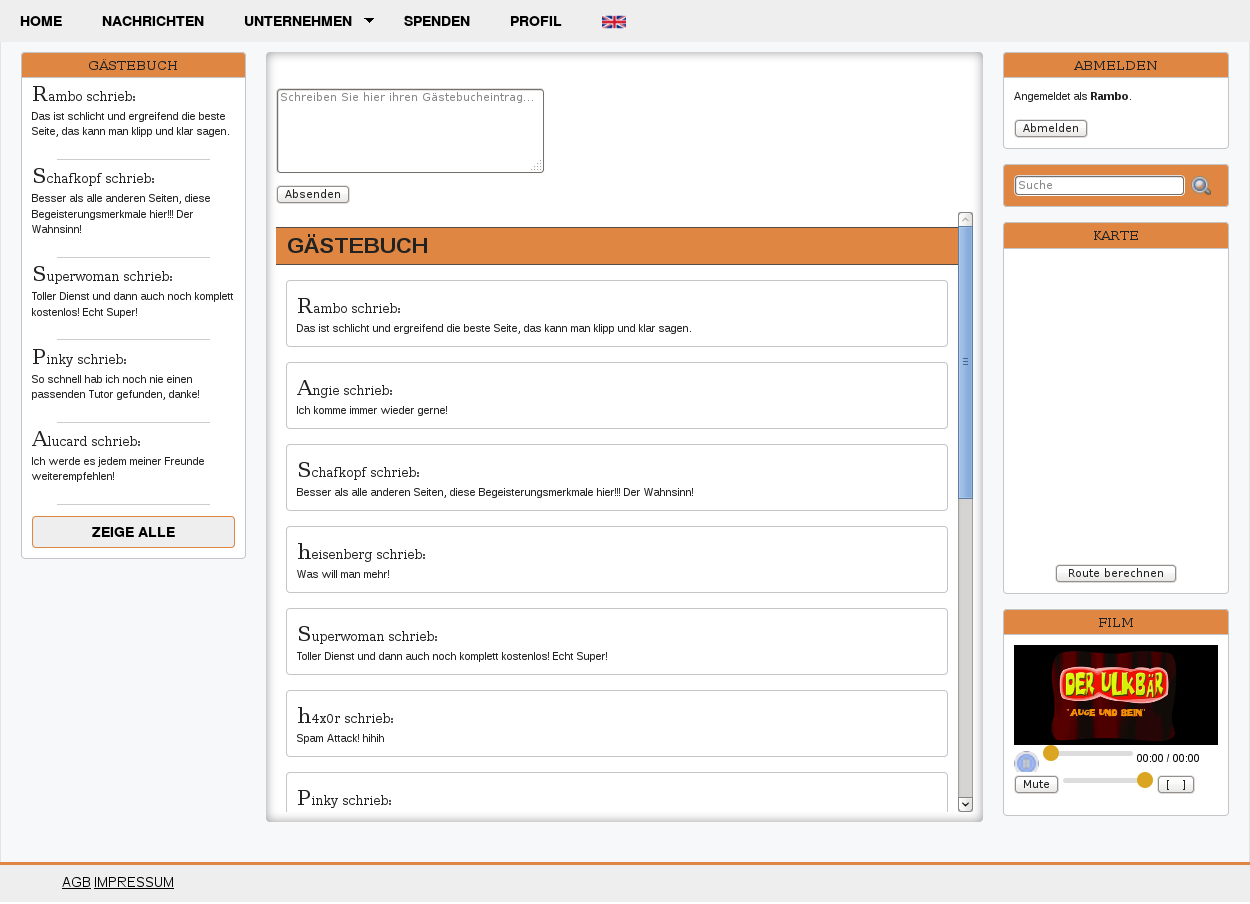 HOME NACHRICHTEN UNTERNEHMEN SPENDEN PROFIL
GÄSTEBUCH
Rambo schrieb:
Das ist schlicht und ergreifend die beste
Seite, das kann man klipp und klar sagen.
Schafkopf schrieb:
Besser als alle anderen Seiten, diese
Begeisterungsmerkmale hier!!! Der
Wahnsinn!
Superwoman schrieb:
Toller Dienst und dann auch noch komplett
kostenlos! Echt Super!
Pinky schrieb:
So schnell hab ich noch nie einen
passenden Tutor gefunden, danke!
Alucard schrieb:
Ich werde es jedem meiner Freunde
weiterempfehlen!
ZEIGE ALLE
Schreiben Sie hier ihren Gästebucheintrag...
Absenden
GÄSTEBUCH
Rambo schrieb:
Das ist schlicht und ergreifend die beste Seite, das kann man klipp und klar sagen.
Angie schrieb:
Ich komme immer wieder gerne!
Schafkopf schrieb:
Besser als alle anderen Seiten, diese Begeisterungsmerkmale hier!!! Der Wahnsinn!
heisenberg schrieb:
Was will man mehr!
Superwoman schrieb:
Toller Dienst und dann auch noch komplett kostenlos! Echt Super!
h4x0r schrieb:
Spam Attack! hihih
Pinky schrieb:
ABMELDEN
Angemeldet als Rambo.
Abmelden
Suche
KARTE
Route berechnen
FILM
DER ULKBÄR
"AUGE UND BEIN"
00:00 / 00:00
Mute [ ]
AGB IMPRESSUM